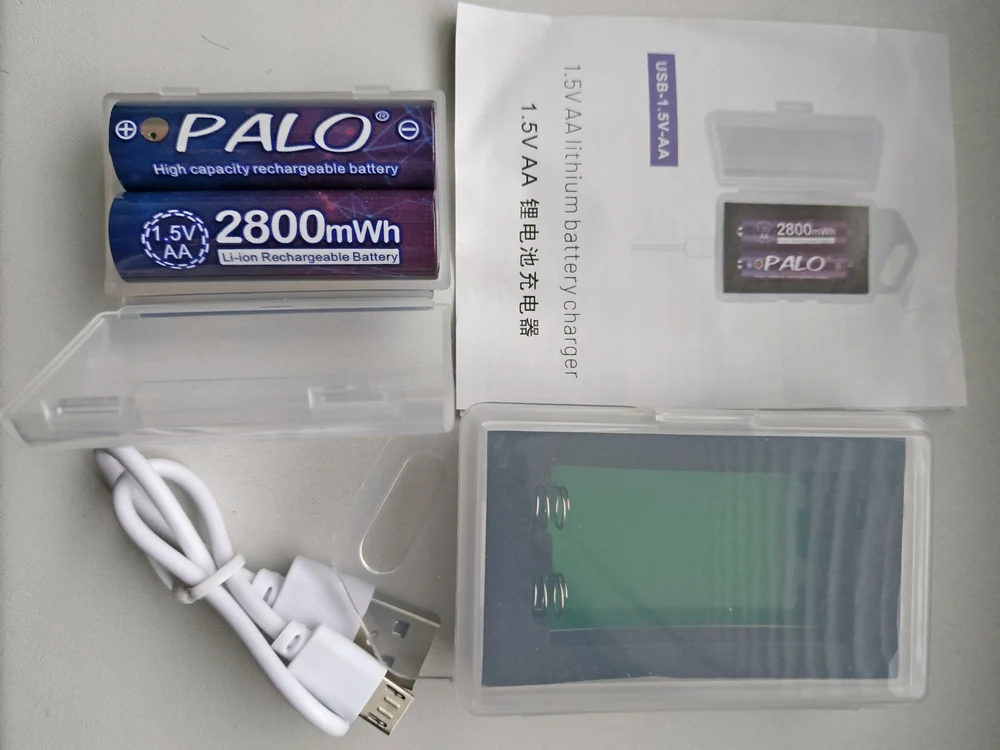 PALO®
High capacity rechargeable battery
1.5V
AA
2800mWh
Li-ion Rechargeable Battery
USB-1.5V-AA
1.5V AA lithium battery charger
1.5V AA 锂电池充电器
2800mWh
PALO